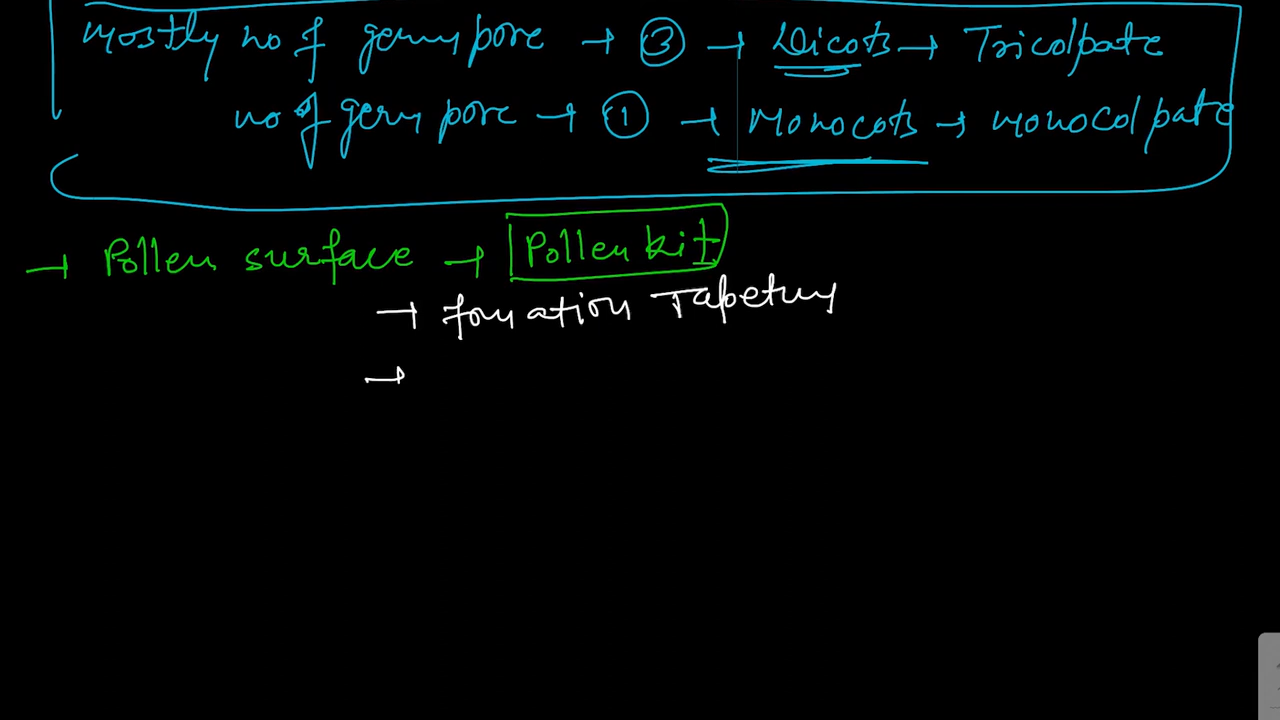 mostly no of germ pore → ③ → Dicots → Tricolpate
no of germ pore → ① → Monocots → monocolpate
→ Pollen surface → Pollen kit
→ formation Tapetum
→